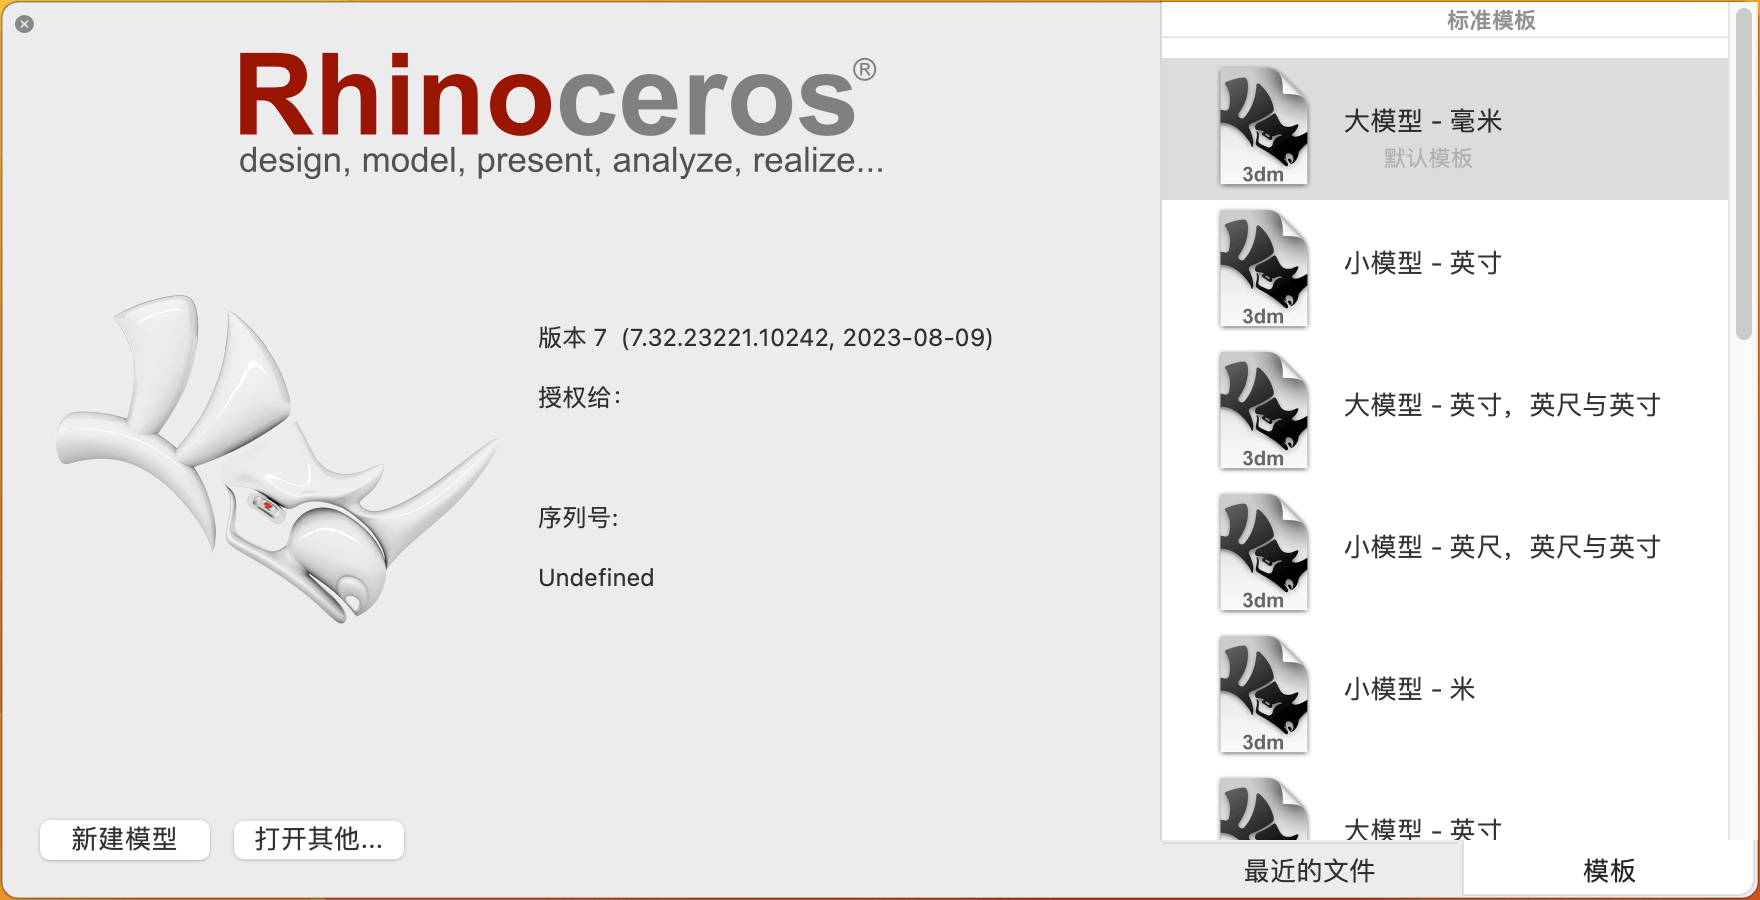 Rhinoceros®
design, model, present, analyze, realize...
版本 7  (7.32.23221.10242, 2023-08-09)
授权给：
序列号:
Undefined
新建模型
打开其他...
标准模板
3dm
大模型 - 毫米
默认模板
3dm
小模型 - 英寸
3dm
大模型 - 英寸，英尺与英寸
3dm
小模型 - 英尺，英尺与英寸
3dm
小模型 - 米
大模型 - 英寸
最近的文件
模板